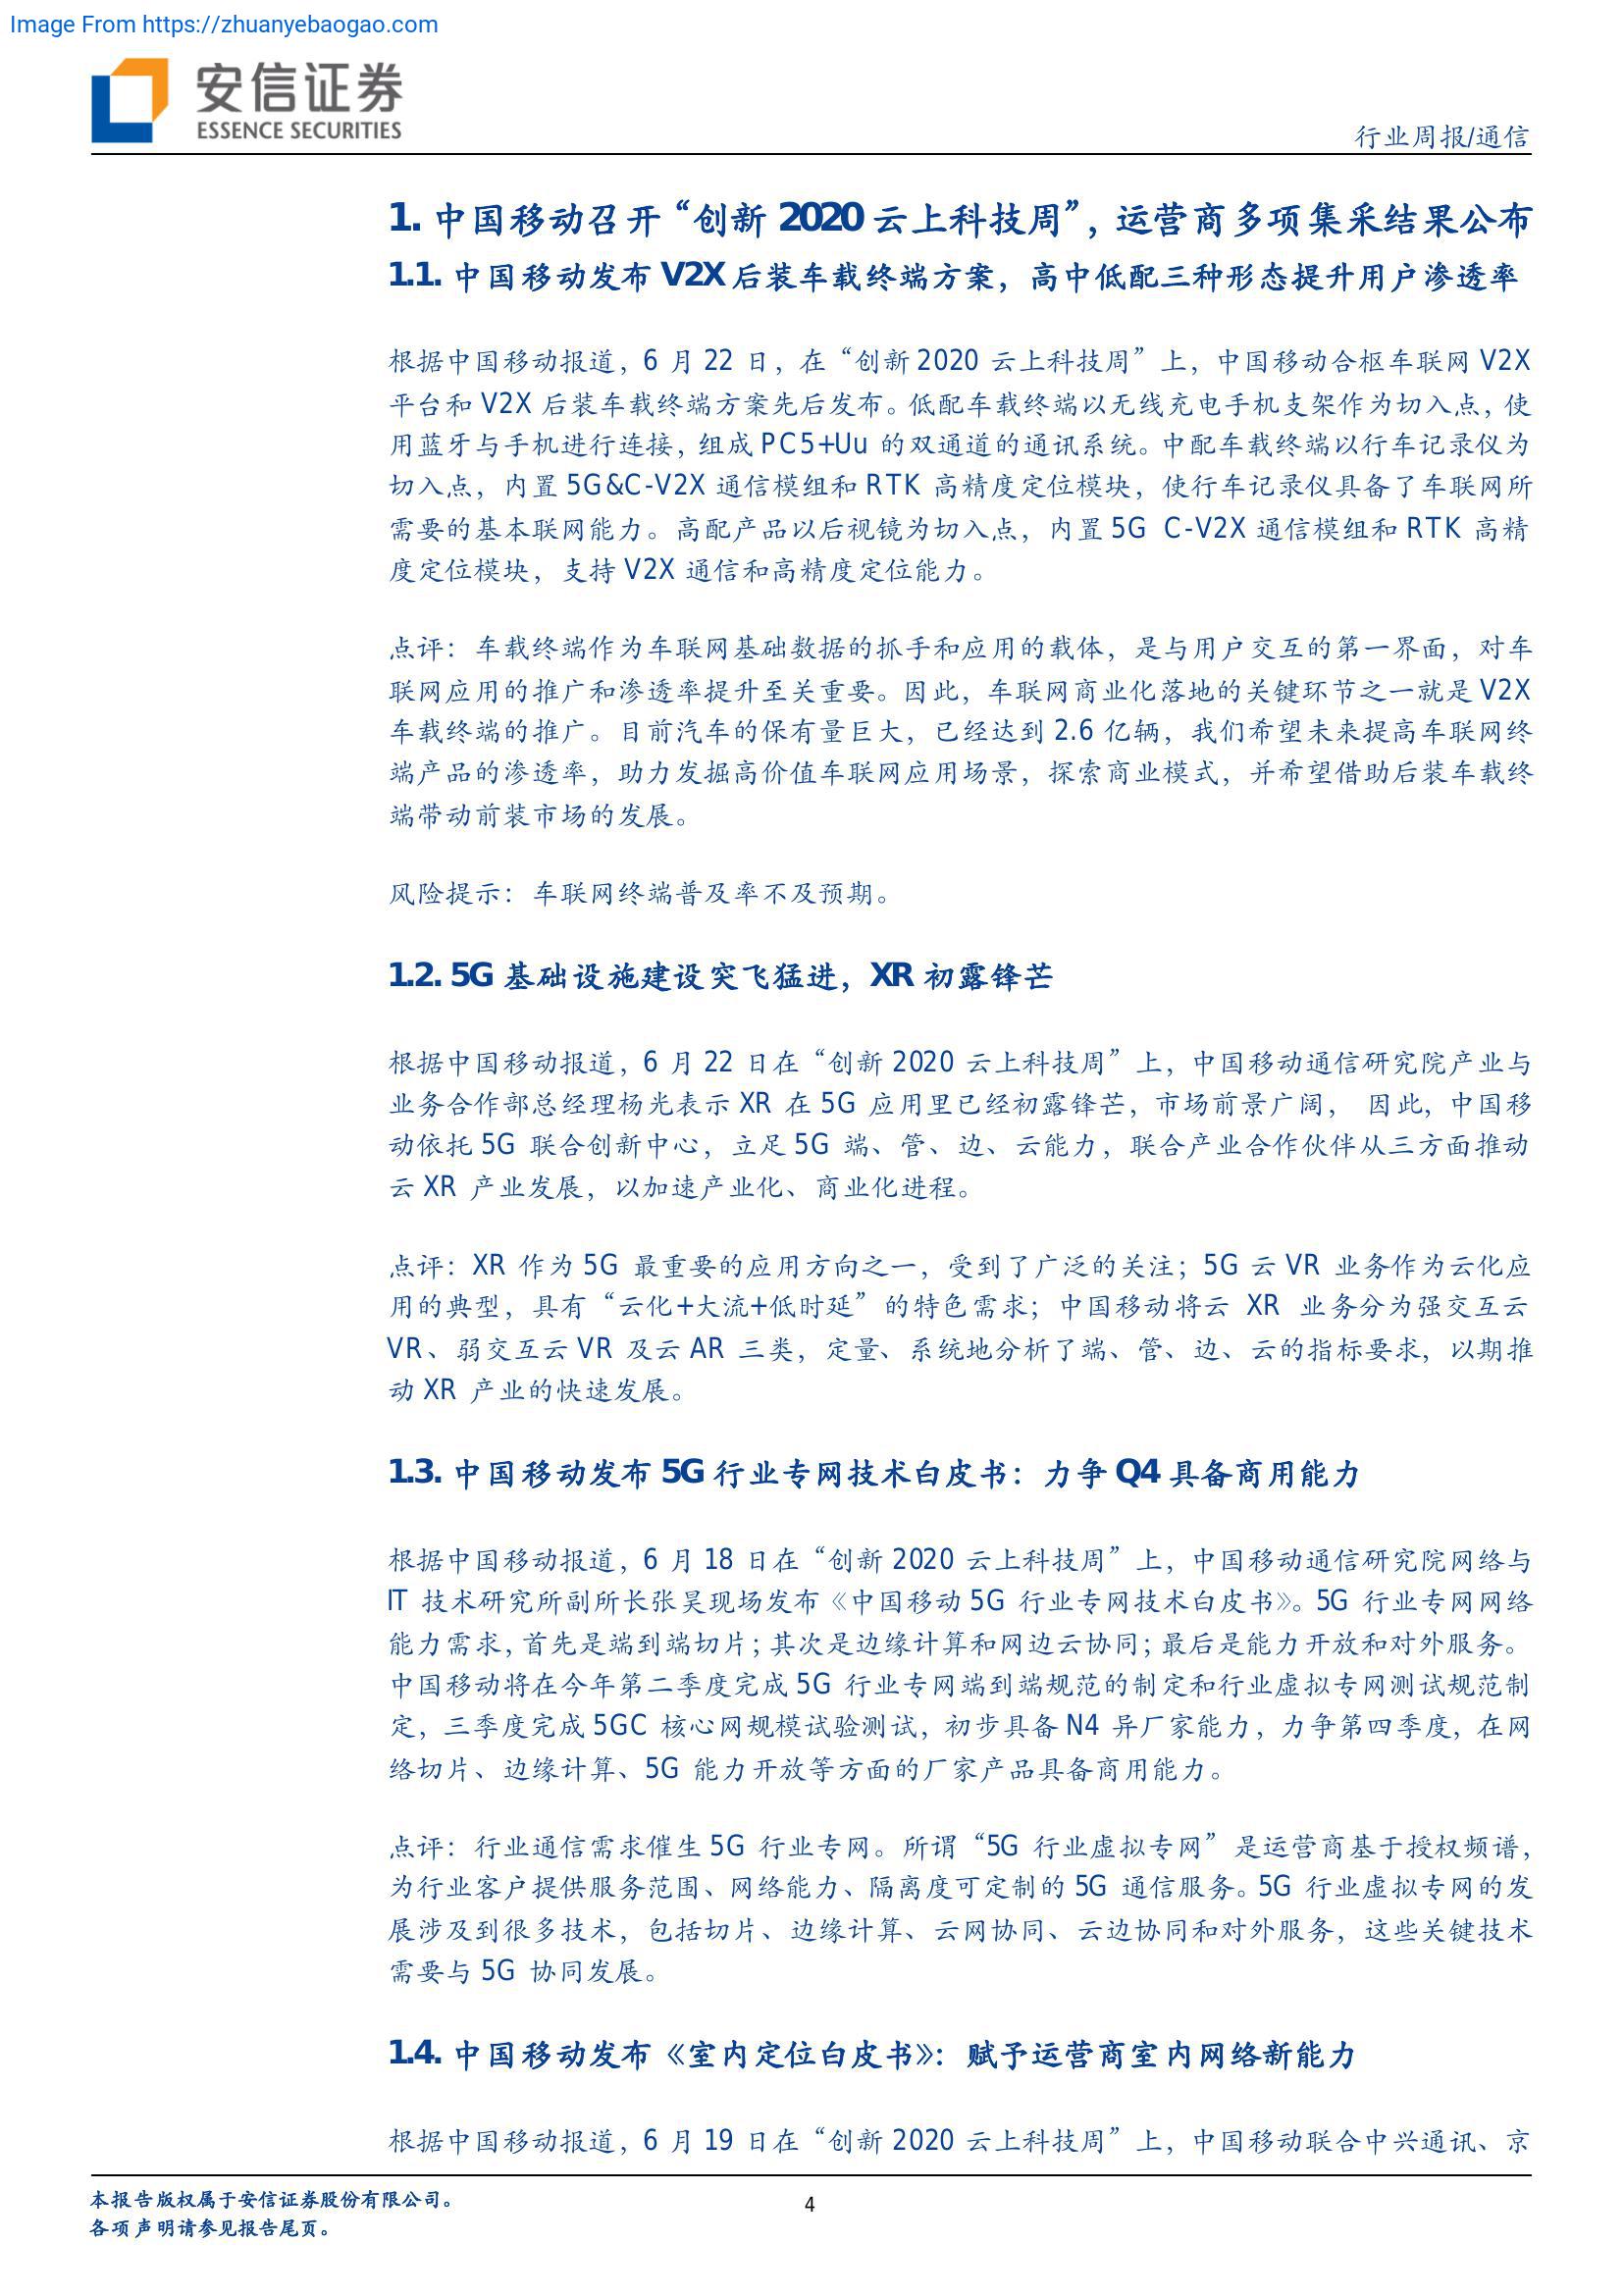 Image From https://zhuanyebaogao.com
安信证券
ESSENCE SECURITIES
行业周报/通信
1. 中国移动召开“创新 2020 云上科技周”，运营商多项集采结果公布
1.1. 中国移动发布 V2X 后装车载终端方案，高中低配三种形态提升用户渗透率
根据中国移动报道，6 月 22 日，在“创新 2020 云上科技周”上，中国移动合枢车联网 V2X
平台和 V2X 后装车载终端方案先后发布。低配车载终端以无线充电手机支架作为切入点，使
用蓝牙与手机进行连接，组成 PC5+Uu 的双通道的通讯系统。中配车载终端以行车记录仪为
切入点，内置 5G&C-V2X 通信模组和 RTK 高精度定位模块，使行车记录仪具备了车联网所
需要的基本联网能力。高配产品以后视镜为切入点，内置 5G C-V2X 通信模组和 RTK 高精
度定位模块，支持 V2X 通信和高精度定位能力。
点评：车载终端作为车联网基础数据的抓手和应用的载体，是与用户交互的第一界面，对车
联网应用的推广和渗透率提升至关重要。因此，车联网商业化落地的关键环节之一就是 V2X
车载终端的推广。目前汽车的保有量巨大，已经达到 2.6 亿辆，我们希望未来提高车联网终
端产品的渗透率，助力发掘高价值车联网应用场景，探索商业模式，并希望借助后装车载终
端带动前装市场的发展。
风险提示：车联网终端普及率不及预期。
1.2. 5G 基础设施建设突飞猛进，XR 初露锋芒
根据中国移动报道，6 月 22 日在“创新 2020 云上科技周”上，中国移动通信研究院产业与
业务合作部总经理杨光表示 XR 在 5G 应用里已经初露锋芒，市场前景广阔， 因此，中国移
动依托 5G 联合创新中心，立足 5G 端、管、边、云能力，联合产业合作伙伴从三方面推动
云 XR 产业发展，以加速产业化、商业化进程。
点评：XR 作为 5G 最重要的应用方向之一，受到了广泛的关注；5G 云 VR 业务作为云化应
用的典型，具有“云化+大流+低时延”的特色需求；中国移动将云 XR 业务分为强交互云
VR、弱交互云 VR 及云 AR 三类，定量、系统地分析了端、管、边、云的指标要求，以期推
动 XR 产业的快速发展。
1.3. 中国移动发布 5G 行业专网技术白皮书：力争 Q4 具备商用能力
根据中国移动报道，6 月 18 日在“创新 2020 云上科技周”上，中国移动通信研究院网络与
IT 技术研究所副所长张昊现场发布《中国移动 5G 行业专网技术白皮书》。5G 行业专网网络
能力需求，首先是端到端切片；其次是边缘计算和网边云协同；最后是能力开放和对外服务。
中国移动将在今年第二季度完成 5G 行业专网端到端规范的制定和行业虚拟专网测试规范制
定，三季度完成 5GC 核心网规模试验测试，初步具备 N4 异厂家能力，力争第四季度，在网
络切片、边缘计算、5G 能力开放等方面的厂家产品具备商用能力。
点评：行业通信需求催生 5G 行业专网。所谓“5G 行业虚拟专网”是运营商基于授权频谱，
为行业客户提供服务范围、网络能力、隔离度可定制的 5G 通信服务。5G 行业虚拟专网的发
展涉及到很多技术，包括切片、边缘计算、云网协同、云边协同和对外服务，这些关键技术
需要与 5G 协同发展。
1.4. 中国移动发布《室内定位白皮书》：赋予运营商室内网络新能力
根据中国移动报道，6 月 19 日在“创新 2020 云上科技周”上，中国移动联合中兴通讯、京
本报告版权属于安信证券股份有限公司。
4
各项声明请参见报告尾页。